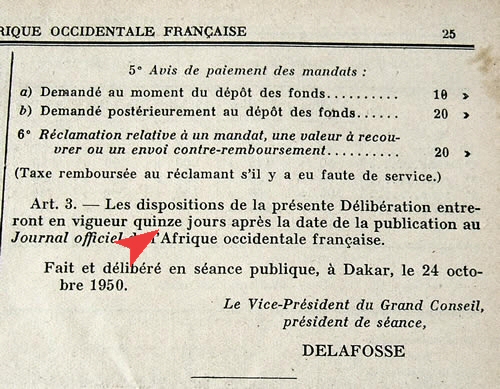 RIQUE OCCIDENTALE FRANÇAISE 25
5° Avis de paiement des mandats :
a) Demandé au moment du dépôt des fonds.......... 10 »
b) Demandé postérieurement au dépôt des fonds...... 20 »
6° Réclamation relative à un mandat, une valeur à recou-
vrer ou un envoi contre-remboursement........... 20 »
(Taxe remboursée au réclamant s'il y a eu faute de service.)
Art. 3. — Les dispositions de la présente Délibération entre-
ront en vigueur quinze jours après la date de la publication au
Journal officiel l'Afrique occidentale française.
Fait et délibéré en séance publique, à Dakar, le 24 octo-
bre 1950.
Le Vice-Président du Grand Conseil,
président de séance,
DELAFOSSE